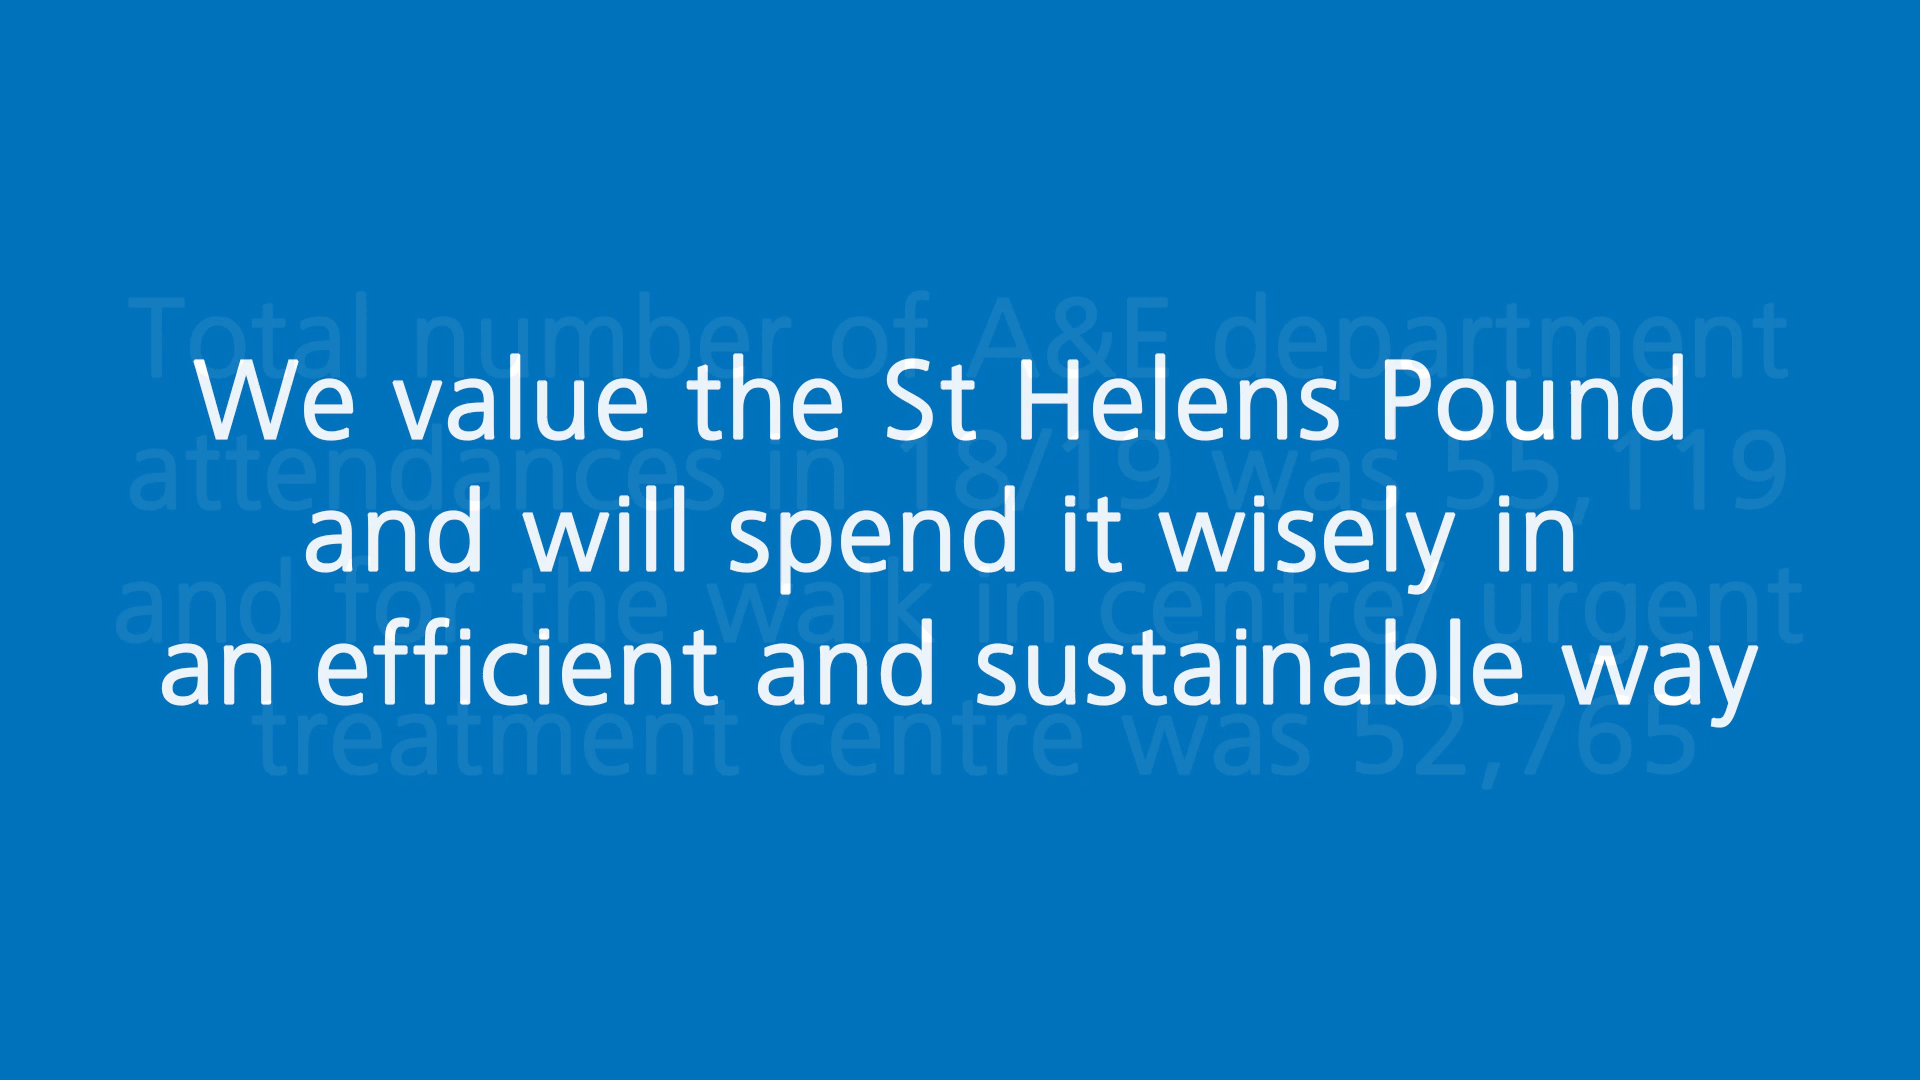 We value the St Helens Pound
and will spend it wisely in
an efficient and sustainable way
Total number of A&E department
attendances in 18/19 was 55,119
and for the walk in centre/ urgent
treatment centre was 52,765